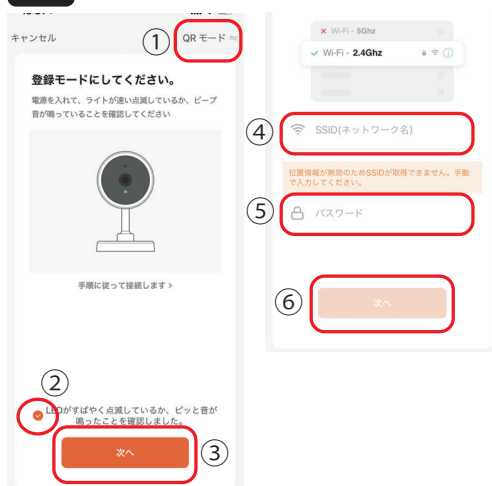 キャンセル
①
QR モード
登録モードにしてください。
電源を入れて、ライトが速い点滅しているか、ビープ
音が鳴っていることを確認してください
手順に従って接続します >
②
LEDがすばやく点滅しているか、ピッと音が
鳴ったことを確認しました。
次へ
③
Wi-Fi - 5Ghz
Wi-Fi - 2.4Ghz
④
SSID(ネットワーク名)
位置情報が無効のためSSIDが取得できません。手動
で入力してください。
⑤
パスワード
⑥
次へ